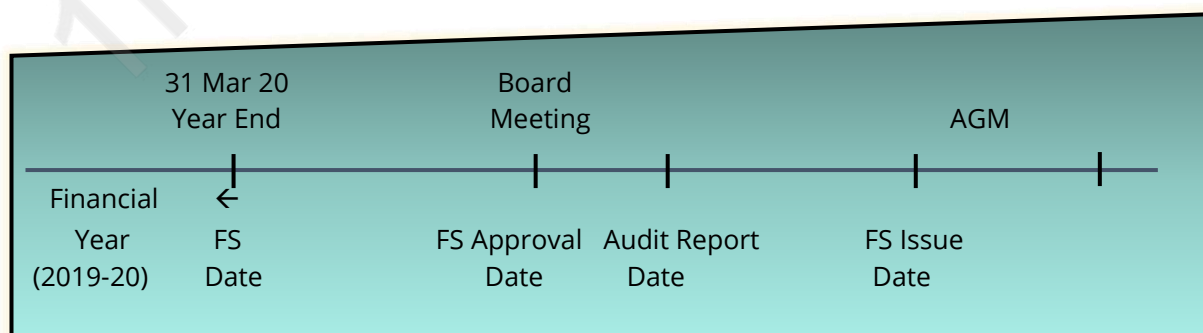 31 Mar 20 Board
Year End Meeting AGM
Financial ←
Year FS FS Approval Audit Report FS Issue
(2019-20) Date Date Date Date